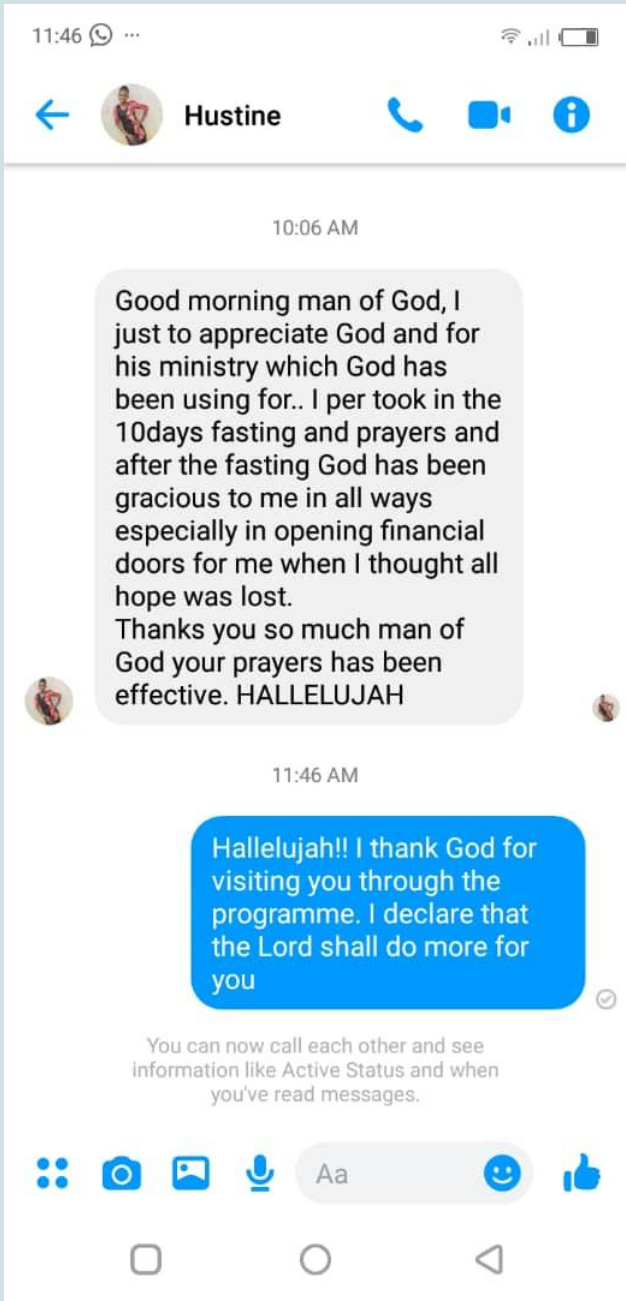 11:46 ...
Hustine
10:06 AM
Good morning man of God, I
just to appreciate God and for
his ministry which God has
been using for.. I per took in the
10days fasting and prayers and
after the fasting God has been
gracious to me in all ways
especially in opening financial
doors for me when I thought all
hope was lost.
Thanks you so much man of
God your prayers has been
effective. HALLELUJAH
11:46 AM
Hallelujah!! I thank God for
visiting you through the
programme. I declare that
the Lord shall do more for
you
You can now call each other and see
information like Active Status and when
you've read messages.
Aa